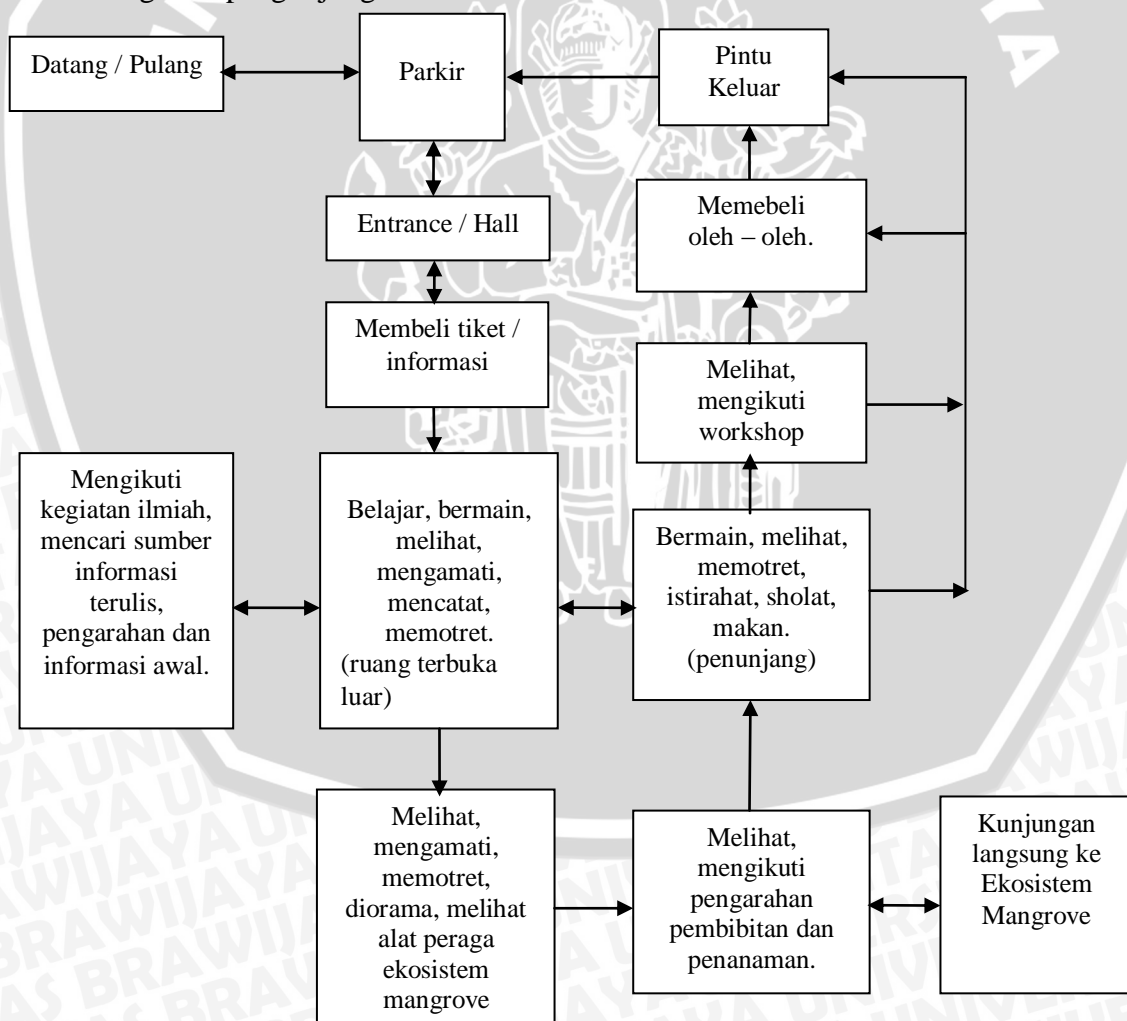 Datang / Pulang
Parkir
Pintu
Keluar
Entrance / Hall
Memebeli
oleh – oleh.
Membeli tiket /
informasi
Melihat,
mengikuti
workshop
Mengikuti
kegiatan ilmiah,
mencari sumber
informasi
terulis,
pengarahan dan
informasi awal.
Belajar, bermain,
melihat,
mengamati,
mencatat,
memotret.
(ruang terbuka
luar)
Bermain, melihat,
memotret,
istirahat, sholat,
makan.
(penunjang)
Melihat,
mengamati,
memotret,
diorama, melihat
alat peraga
ekosistem
mangrove
Melihat,
mengikuti
pengarahan
pembibitan dan
penanaman.
Kunjungan
langsung ke
Ekosistem
Mangrove